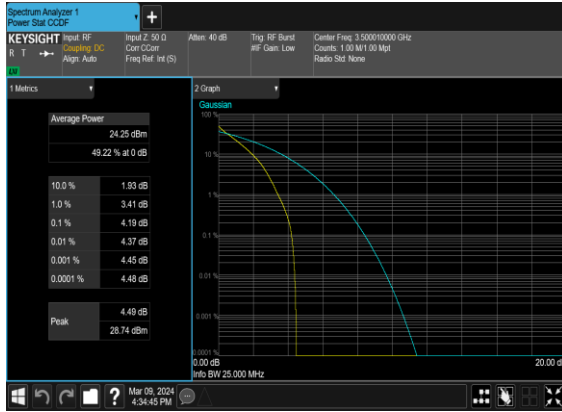 Spectrum Analyzer 1
Power Stat CCDF
KEYSIGHT
R T
LU
Input: RF
Coupling: DC
Align: Auto
Input Z: 50 Ω
Corr CCorr
Freq Ref: Int (S)
Atten: 40 dB
Trig: RF Burst
#IF Gain: Low
Center Freq: 3.500010000 GHz
Counts: 1.00 M/1.00 Mpt
Radio Std: None
1 Metrics
Average Power
24.25 dBm
49.22 % at 0 dB
10.0 % 1.93 dB
1.0 % 3.41 dB
0.1 % 4.19 dB
0.01 % 4.37 dB
0.001 % 4.45 dB
0.0001 % 4.48 dB
Peak
4.49 dB
28.74 dBm
2 Graph
Gaussian
100 %
10 %
1 %
0.1 %
0.01 %
0.001 %
0.0001 %
0.00 dB
20.00 d
Info BW 25.000 MHz
?
Mar 09, 2024
4:34:45 PM